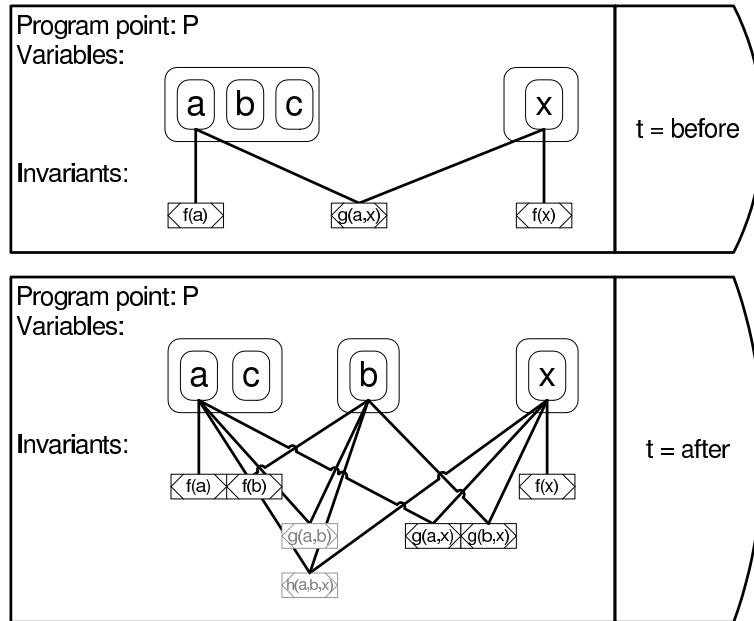 Program point: P
Variables:
a b c x
t = before
Invariants:
f(a) g(a,x) f(x)
Program point: P
Variables:
a c b x
Invariants:
t = after
f(a) f(b) f(x)
g(a,b) g(a,x) g(b,x)
h(a,b,x)